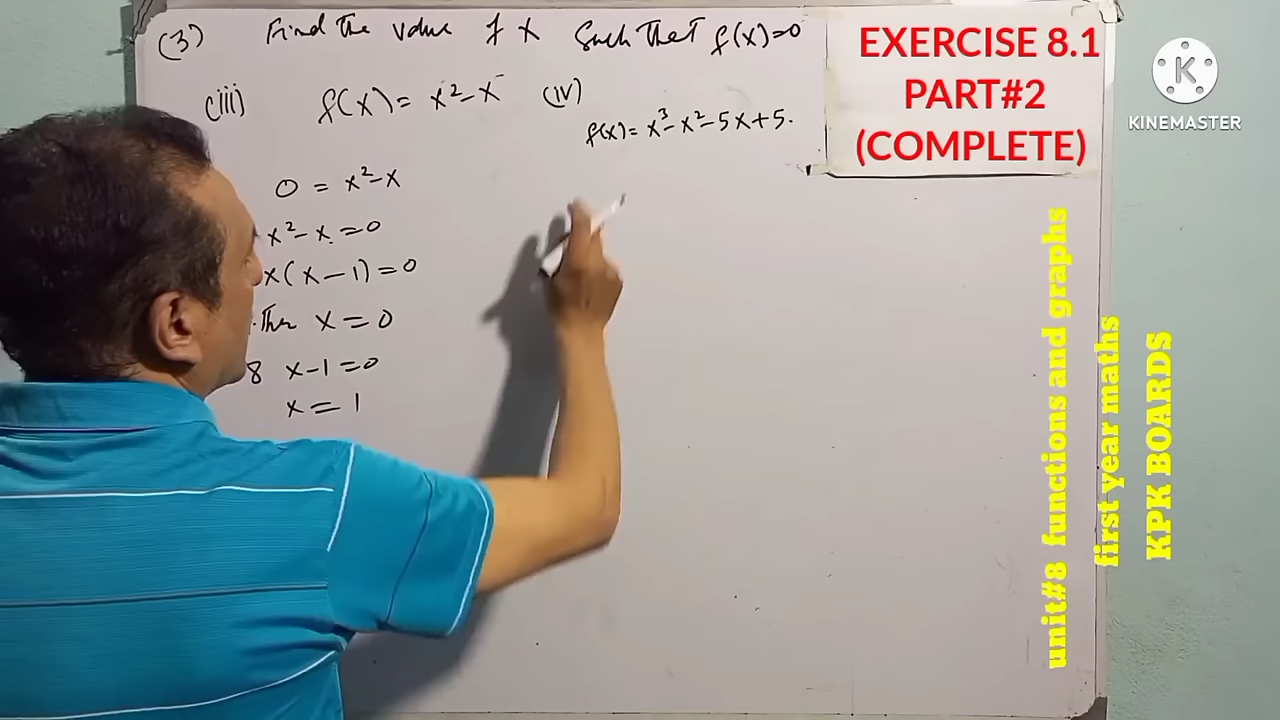 (3) Find the value of x such that f(x)=0
(iii) f(x) = x²-x
(iv)
f(x) = x³-x²-5x+5.
0 = x²-x
x²-x=0
x(x-1)=0
x=0
x-1=0
x=1
EXERCISE 8.1
PART#2
(COMPLETE)
K
KINEMASTER
unit#8 functions and graphs
first year maths
KPK BOARDS